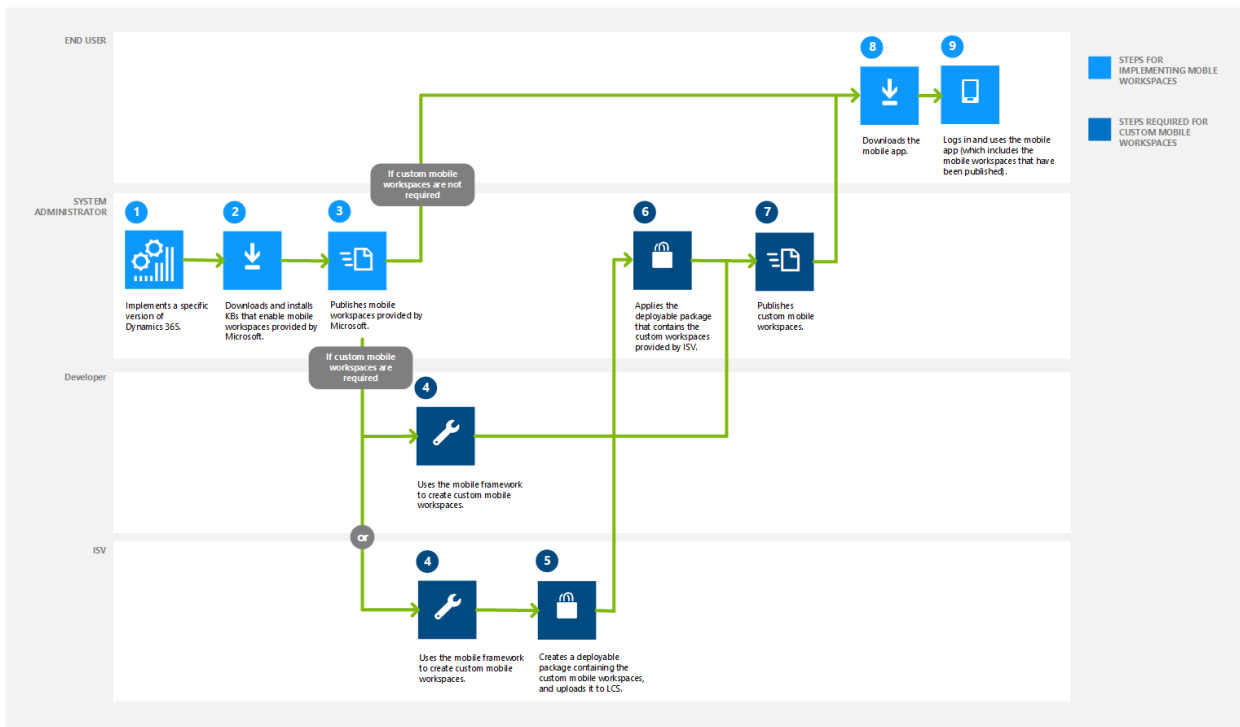 END USER
8
9
Downloads the
mobile app.
Logs in and uses the mobile
app (which includes the
mobile workspaces that have
been published).
STEPS FOR
IMPLEMENTING MOBLE
WORKSPACES
STEPS REQUIRED FOR
CUSTOM MOBILE
WORKSPACES
If custom mobile
workspaces are not
required
SYSTEM
ADMINISTRATOR
1
2
3
6
7
Implements a specific
version of
Dynamics 365.
Downloads and installs
KBs that enable mobile
workspaces provided by
Microsoft.
Publishes mobile
workspaces provided by
Microsoft.
Applies the
deployable package
that contains the
custom workspaces
provided by ISV.
Publishes
custom mobile
workspaces.
If custom mobile
workspaces are
required
Developer
4
Uses the mobile framework
to create custom mobile
workspaces.
or
ISV
4
5
Uses the mobile framework
to create custom mobile
workspaces.
Creates a deployable
package containing the
custom mobile workspaces,
and uploads it to LCS.